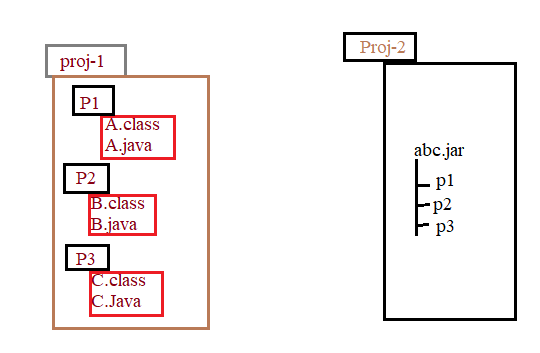 proj-1
P1
A.class
A.java
P2
B.class
B.java
P3
C.class
C.Java
Proj-2
abc.jar
p1
p2
p3